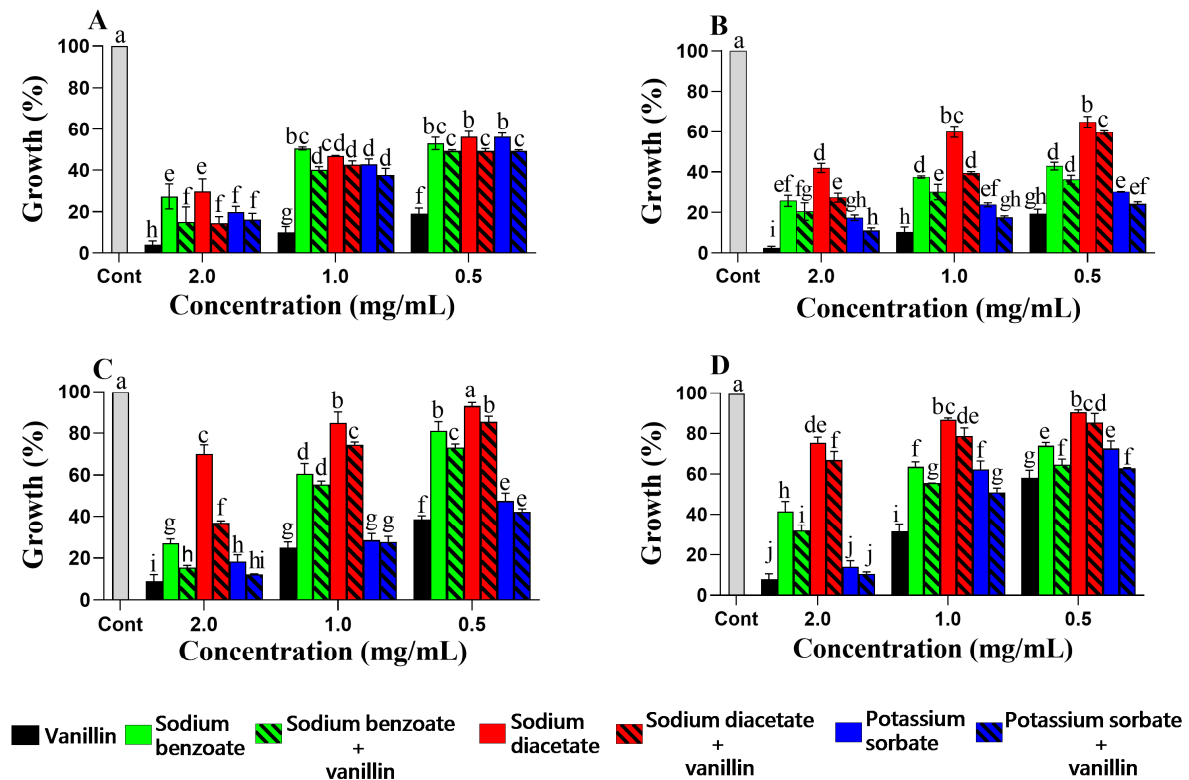 A
Growth (%)
100
80
60
40
20
0
a
h e f e f f f
g bc d cd d d d
f bc c b c b c
Cont 2.0 1.0 0.5
Concentration (mg/mL)
B
Growth (%)
100
80
60
40
20
0
a
i ef fg d e gh h
h d e bc d ef gh
gh d d b c ef ef
Cont 2.0 1.0 0.5
Concentration (mg/mL)
C
Growth (%)
100
80
60
40
20
0
a
i g h c f h hi
g d d b c g g
f b c a b e e
Cont 2.0 1.0 0.5
Concentration (mg/mL)
D
Growth (%)
100
80
60
40
20
0
a
j h i de f j j
i f g bc de f g
g e f b cd e f
Cont 2.0 1.0 0.5
Concentration (mg/mL)
Vanillin
Sodium
benzoate
Sodium benzoate
+
vanillin
Sodium
diacetate
Sodium diacetate
+
vanillin
Potassium
sorbate
Potassium sorbate
+
vanillin